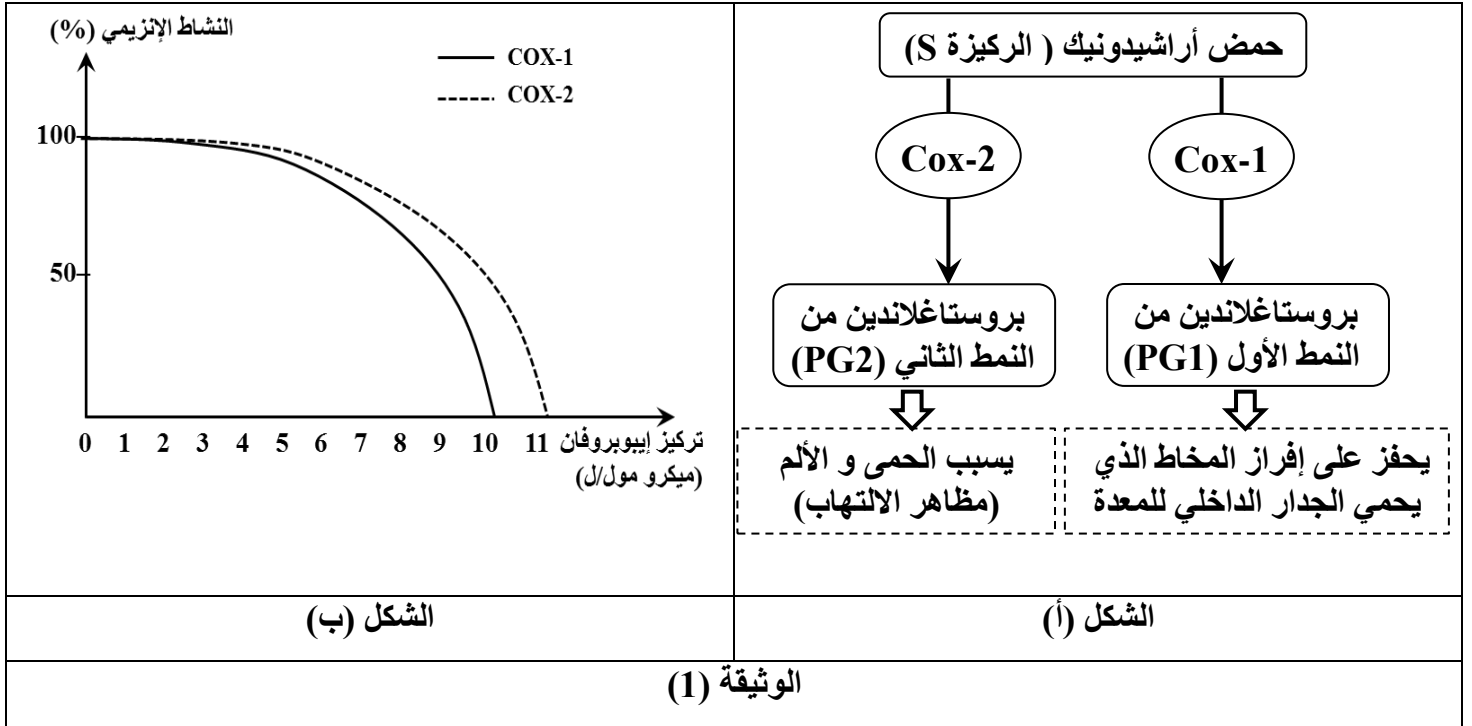 حمض أراشيدونيك ( الركيزة S)
Cox-1
Cox-2
بروستاغلاندين من
النمط الأول (PG1)
بروستاغلاندين من
النمط الثاني (PG2)
يحفز على إفراز المخاط الذي
يحمي الجدار الداخلي للمعدة
يسبب الحمى و الألم
(مظاهر الالتهاب)
الشكل (أ)
النشاط الإنزيمي (%)
COX-1
COX-2
100
50
0 1 2 3 4 5 6 7 8 9 10 11
تركيز إيبوبروفان
(ميكرو مول/ل)
الشكل (ب)
الوثيقة (1)